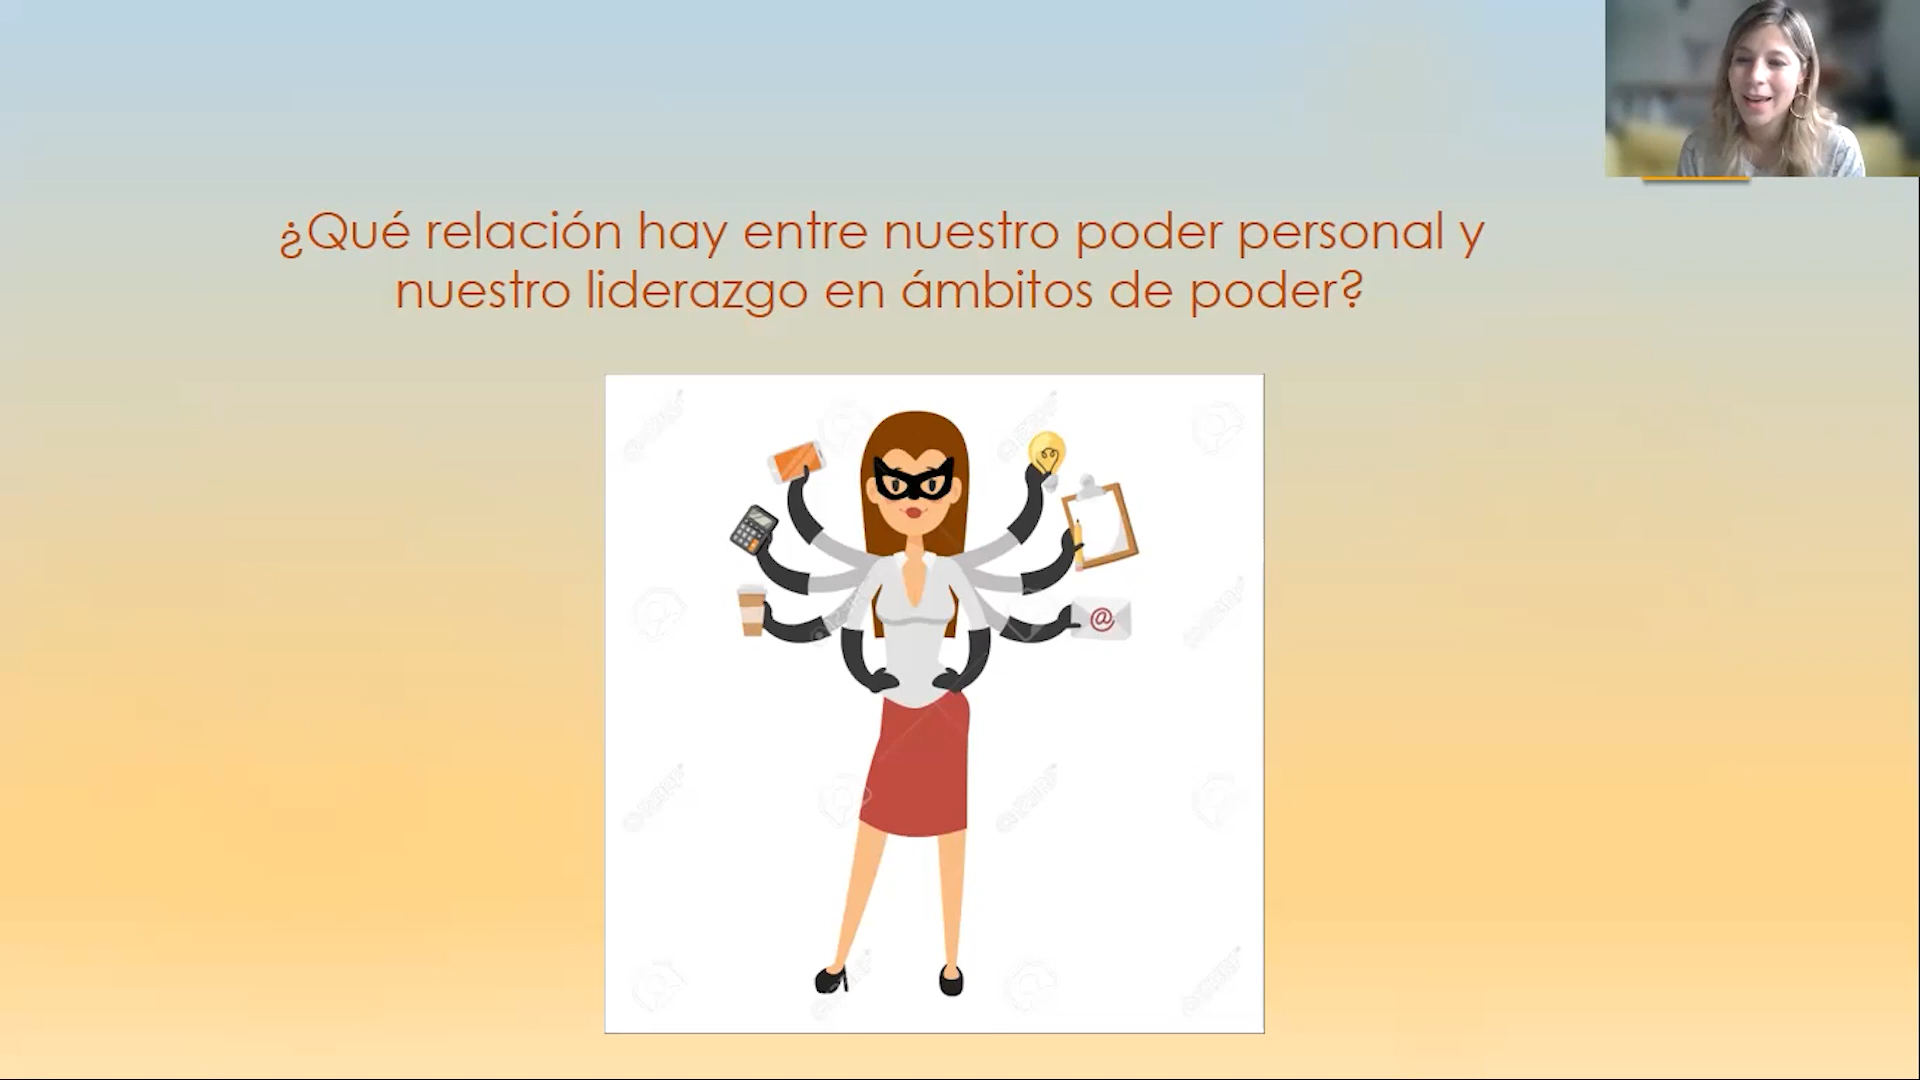 ¿Qué relación hay entre nuestro poder personal y
nuestro liderazgo en ámbitos de poder?
@